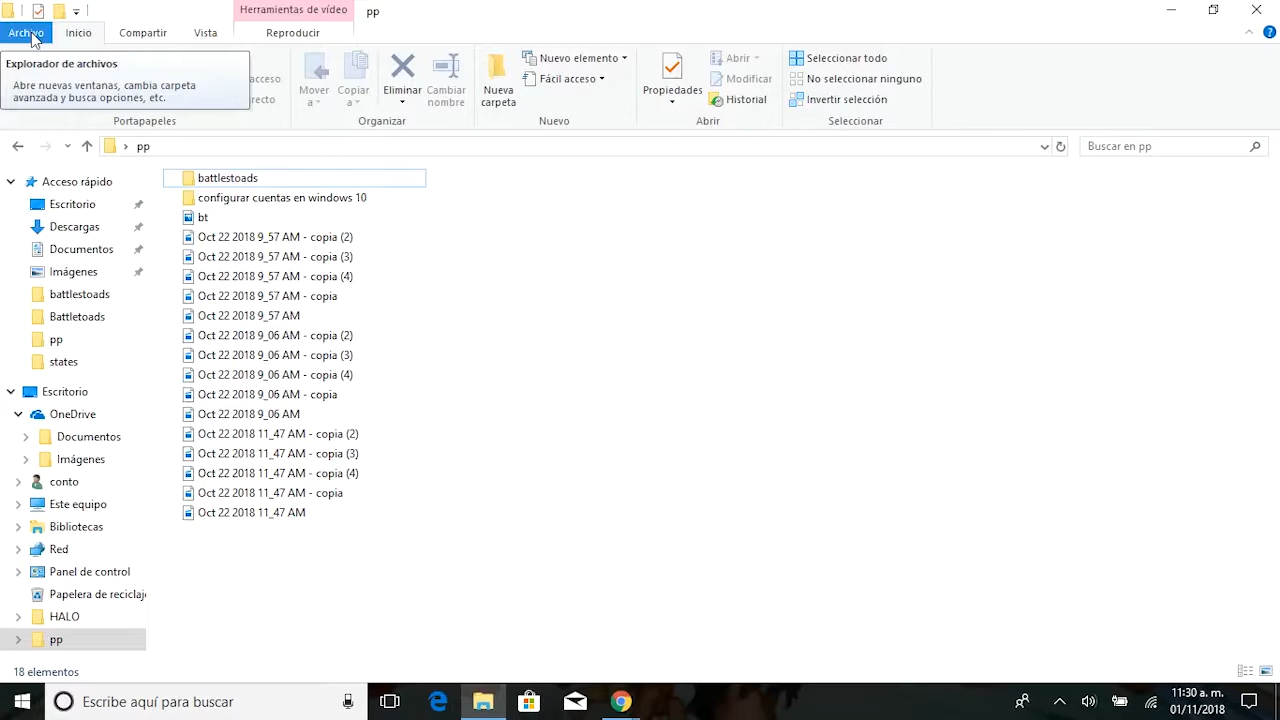 Herramientas de vídeo
pp
Archivo
Inicio
Compartir
Vista
Reproducir
Explorador de archivos
Abre nuevas ventanas, cambia carpeta
avanzada y busca opciones, etc.
acceso
recto
Portapapeles
Mover
a
Copiar
a
Eliminar
Cambiar
nombre
Organizar
Nueva
carpeta
Nuevo elemento
Fácil acceso
Nuevo
Propiedades
Abrir
Modificar
Historial
Abrir
Seleccionar todo
No seleccionar ninguno
Invertir selección
Seleccionar
pp
Buscar en pp
Acceso rápido
Escritorio
Descargas
Documentos
Imágenes
battlestoads
Battletoads
pp
states
Escritorio
OneDrive
Documentos
Imágenes
conto
Este equipo
Bibliotecas
Red
Panel de control
Papelera de reciclaj
HALO
pp
battlestoads
configurar cuentas en windows 10
bt
Oct 22 2018 9_57 AM - copia (2)
Oct 22 2018 9_57 AM - copia (3)
Oct 22 2018 9_57 AM - copia (4)
Oct 22 2018 9_57 AM - copia
Oct 22 2018 9_57 AM
Oct 22 2018 9_06 AM - copia (2)
Oct 22 2018 9_06 AM - copia (3)
Oct 22 2018 9_06 AM - copia (4)
Oct 22 2018 9_06 AM - copia
Oct 22 2018 9_06 AM
Oct 22 2018 11_47 AM - copia (2)
Oct 22 2018 11_47 AM - copia (3)
Oct 22 2018 11_47 AM - copia (4)
Oct 22 2018 11_47 AM - copia
Oct 22 2018 11_47 AM
18 elementos
Escribe aquí para buscar
11:30 a. m.
01/11/2018